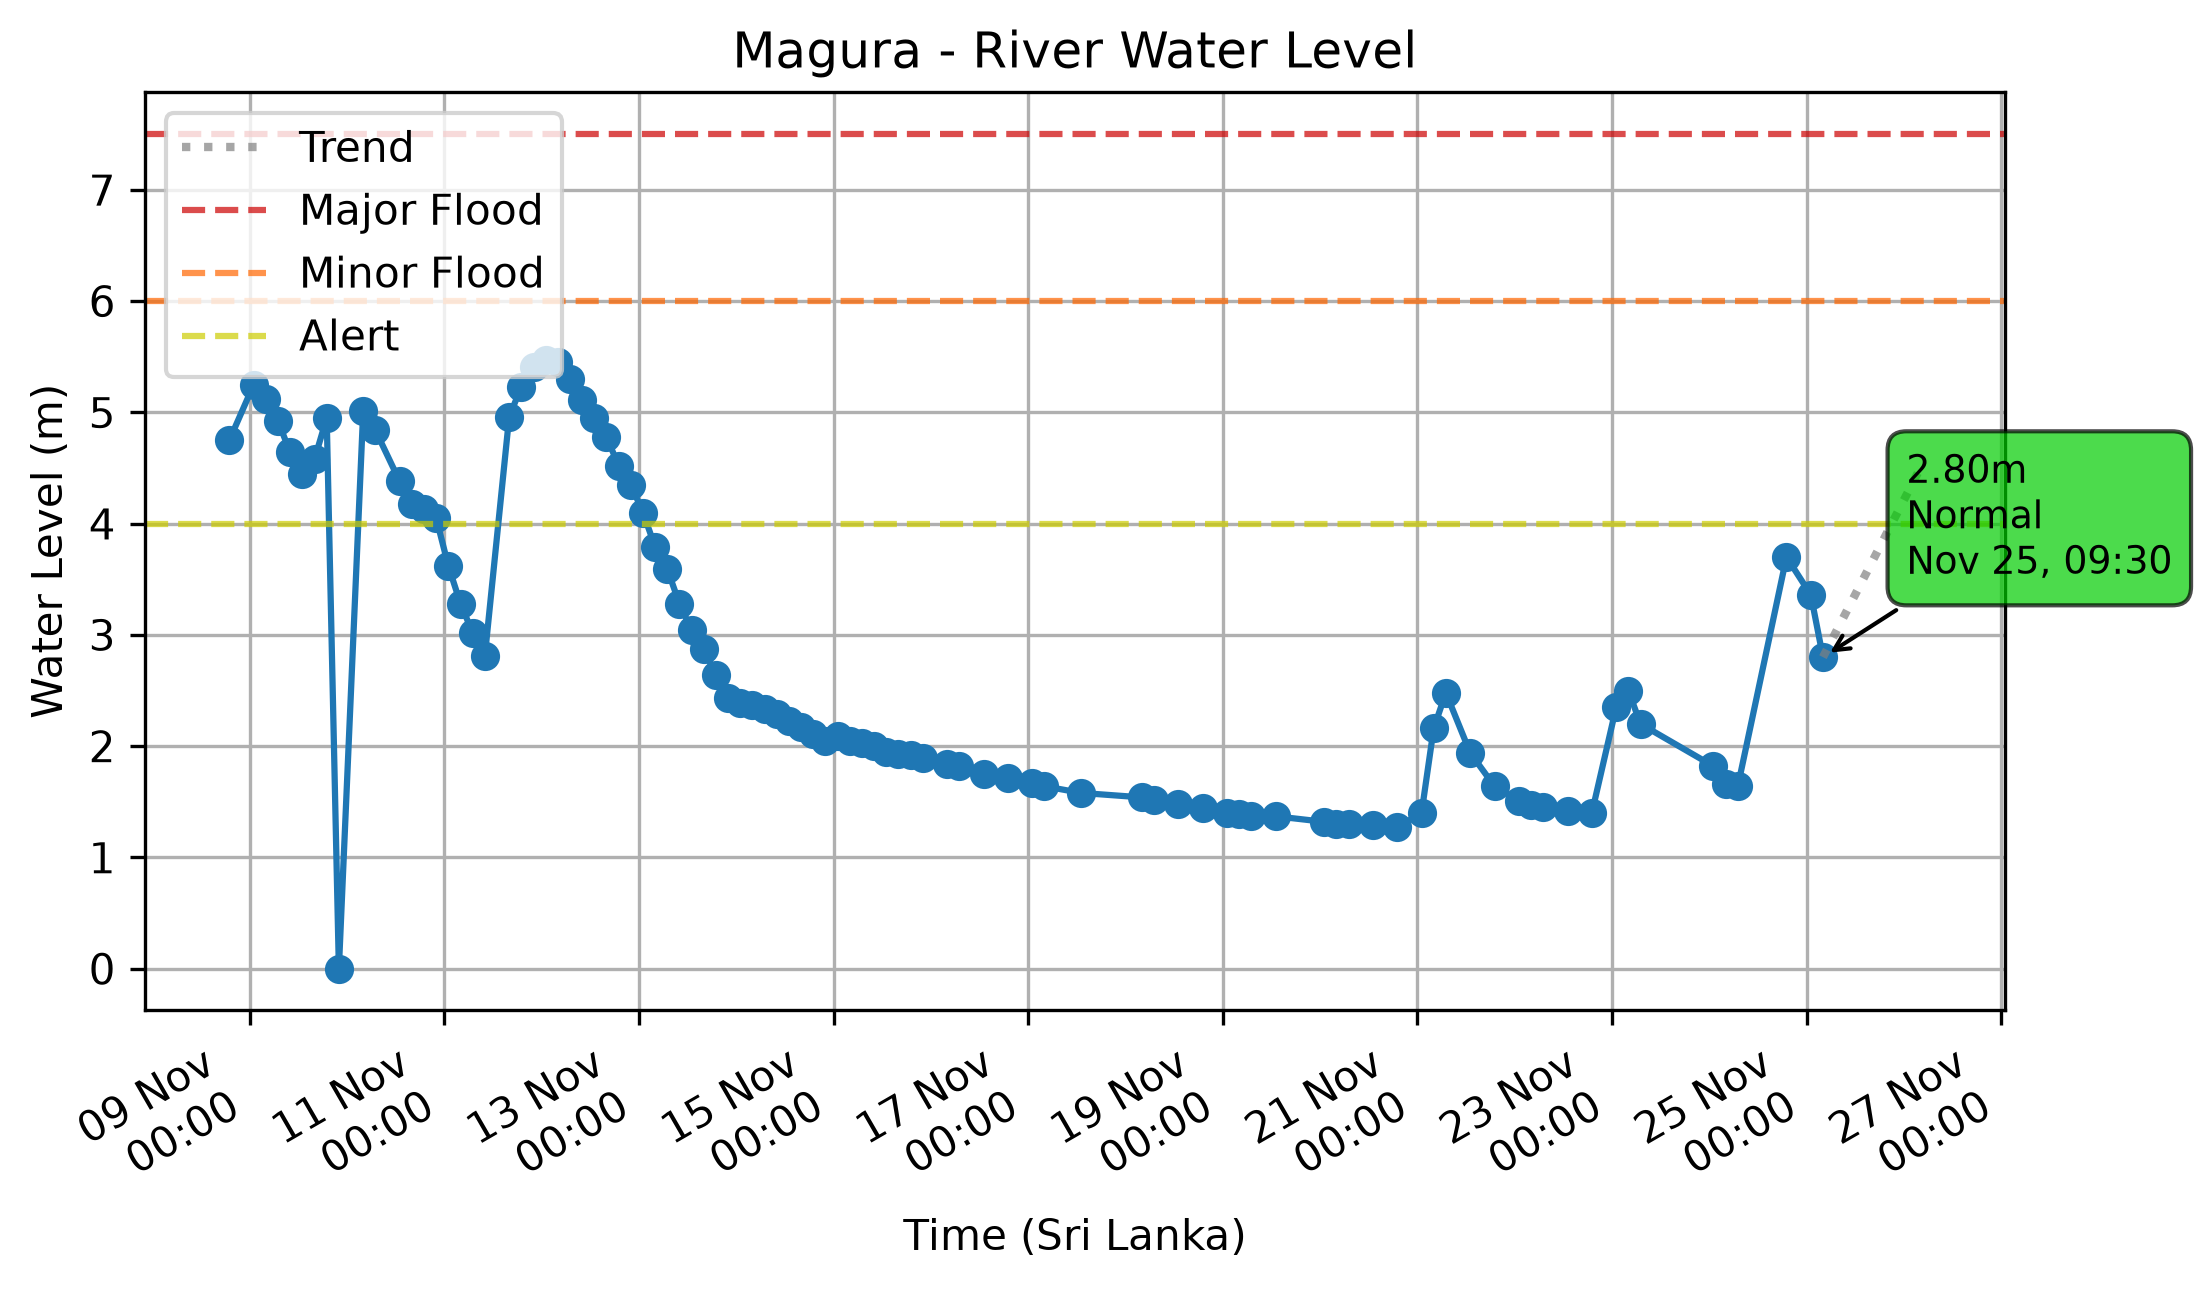 Magura - River Water Level
Trend
Major Flood
Minor Flood
Alert
Water Level (m)
7
6
5
4
3
2
1
0
2.80m
Normal
Nov 25, 09:30
09 Nov
00:00
11 Nov
00:00
13 Nov
00:00
15 Nov
00:00
17 Nov
00:00
19 Nov
00:00
21 Nov
00:00
23 Nov
00:00
25 Nov
00:00
27 Nov
00:00
Time (Sri Lanka)